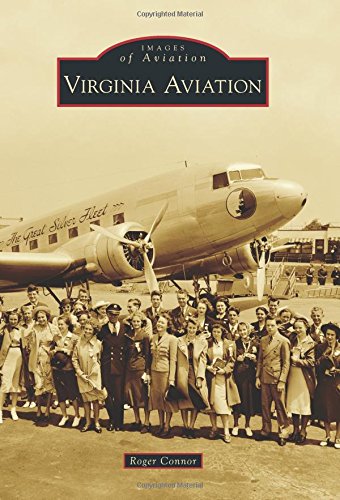 Copyrighted Material
IMAGES
of Aviation
VIRGINIA AVIATION
The Great Silver Fleet
Roger Connor
Copyrighted Material